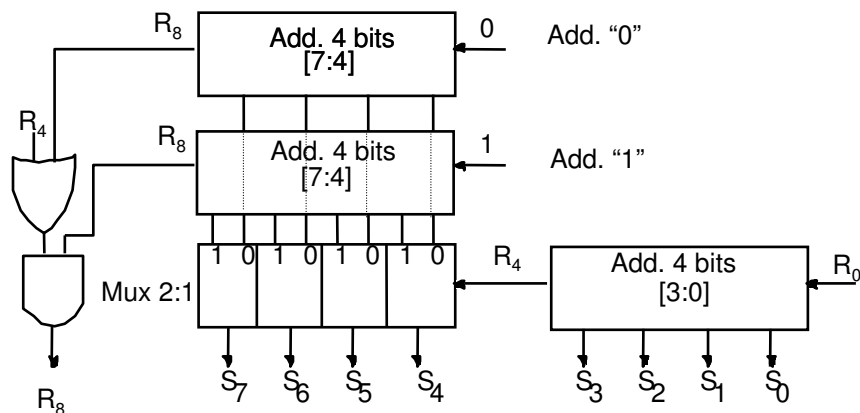 R8
Add. 4 bits
[7:4]
0
Add. “0”
R4
R8
Add. 4 bits
[7:4]
1
Add. “1”
1 0 1 0 1 0 1 0
Mux 2:1
R4
Add. 4 bits
[3:0]
R0
S7 S6 S5 S4 S3 S2 S1 S0
R8